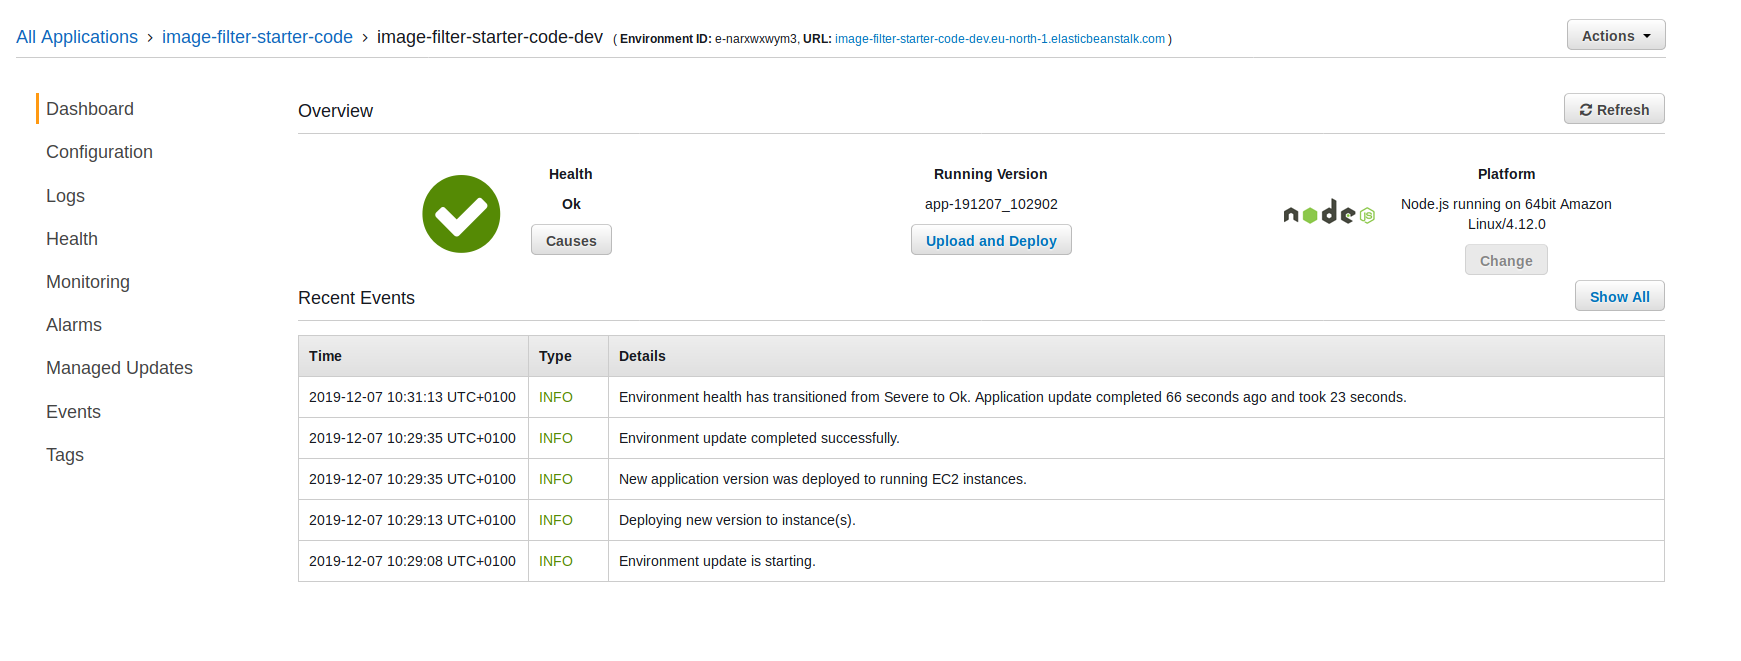 All Applications › image-filter-starter-code › image-filter-starter-code-dev ( Environment ID: e-narxwxwym3, URL: image-filter-starter-code-dev.eu-north-1.elasticbeanstalk.com )
Actions
Dashboard
Configuration
Logs
Health
Monitoring
Alarms
Managed Updates
Events
Tags
Overview
Refresh
Health
Ok
Causes
Running Version
app-191207_102902
Upload and Deploy
node
JS
Platform
Node.js running on 64bit Amazon
Linux/4.12.0
Change
Recent Events
Show All
Time Type Details
2019-12-07 10:31:13 UTC+0100 INFO Environment health has transitioned from Severe to Ok. Application update completed 66 seconds ago and took 23 seconds.
2019-12-07 10:29:35 UTC+0100 INFO Environment update completed successfully.
2019-12-07 10:29:35 UTC+0100 INFO New application version was deployed to running EC2 instances.
2019-12-07 10:29:13 UTC+0100 INFO Deploying new version to instance(s).
2019-12-07 10:29:08 UTC+0100 INFO Environment update is starting.